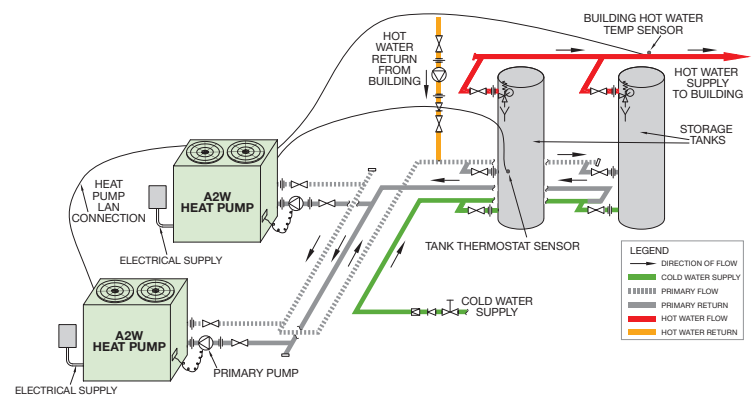 BUILDING HOT WATER
TEMP SENSOR
HOT
WATER
RETURN
FROM
BUILDING
HOT WATER
SUPPLY
TO BUILDING
STORAGE
TANKS
HEAT
PUMP
LAN
CONNECTION
A2W
HEAT PUMP
ELECTRICAL SUPPLY
TANK THERMOSTAT SENSOR
COLD WATER
SUPPLY
A2W
HEAT PUMP
PRIMARY PUMP
ELECTRICAL SUPPLY
LEGEND
DIRECTION OF FLOW
COLD WATER SUPPLY
PRIMARY FLOW
PRIMARY RETURN
HOT WATER FLOW
HOT WATER RETURN